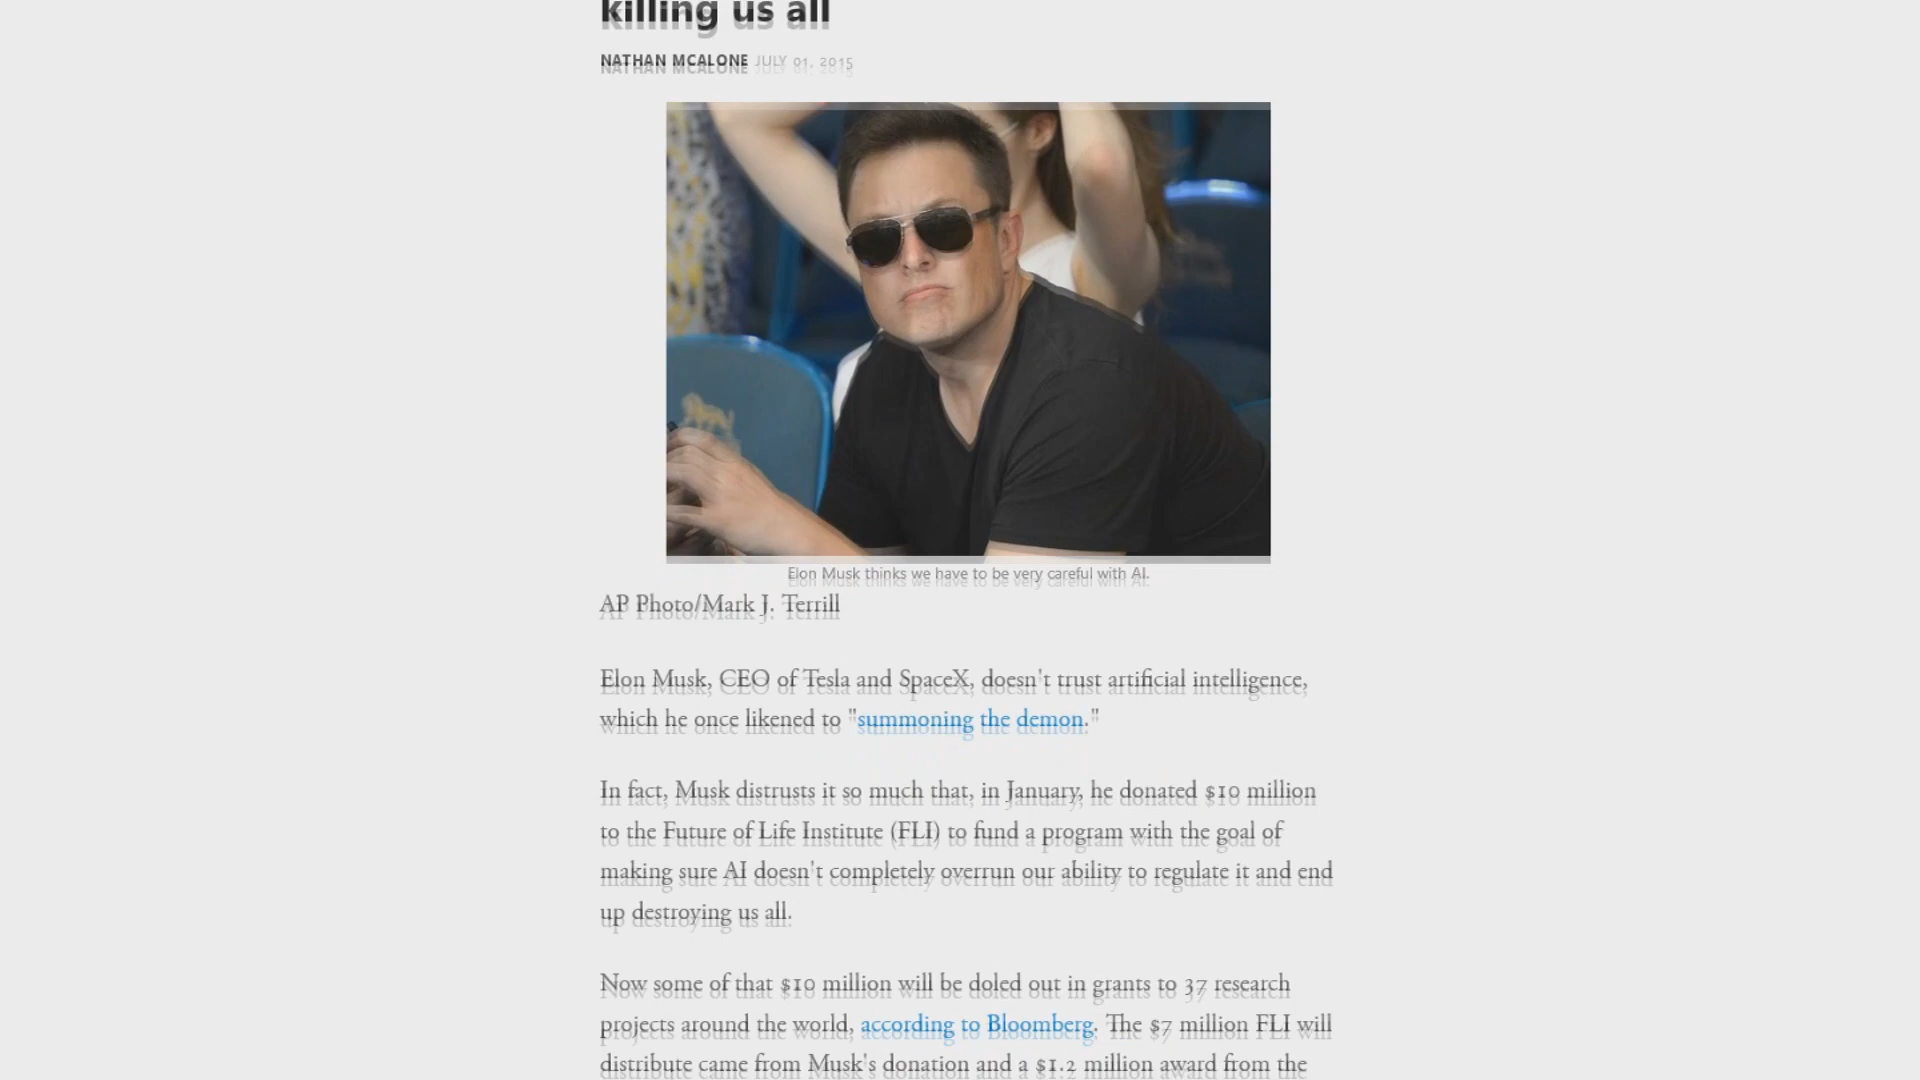 killing us all
NATHAN MCALONE JULY 01, 2015
Elon Musk thinks we have to be very careful with AI.
AP Photo/Mark J. Terrill
Elon Musk, CEO of Tesla and SpaceX, doesn't trust artificial intelligence,
which he once likened to "summoning the demon."
In fact, Musk distrusts it so much that, in January, he donated $10 million
to the Future of Life Institute (FLI) to fund a program with the goal of
making sure AI doesn't completely overrun our ability to regulate it and end
up destroying us all.
Now some of that $10 million will be doled out in grants to 37 research
projects around the world, according to Bloomberg. The $7 million FLI will
distribute came from Musk's donation and a $1.2 million award from the